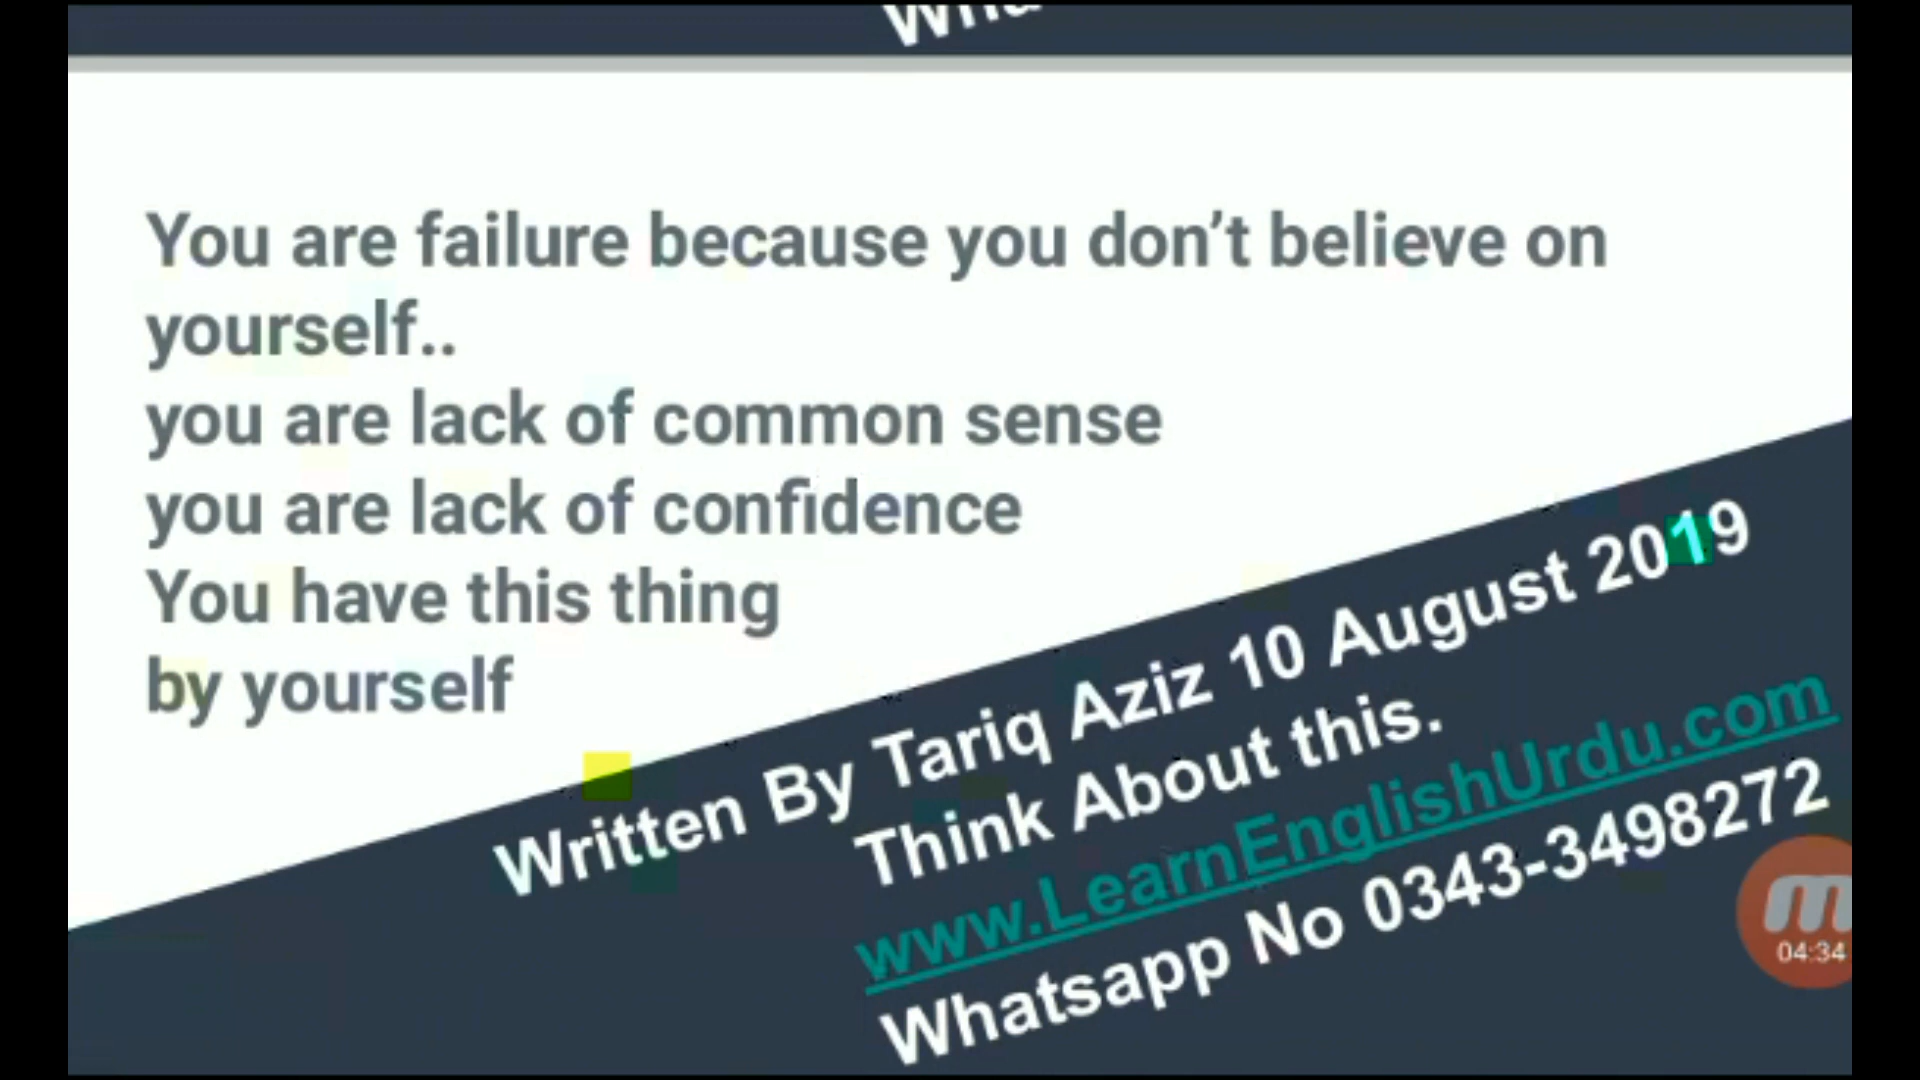 You are failure because you don’t believe on
yourself..
you are lack of common sense
you are lack of confidence
You have this thing
by yourself
Written By Tariq Aziz 10 August 2019
Think About this.
www.LearnEnglishUrdu.com
Whatsapp No 0343-3498272
04:34